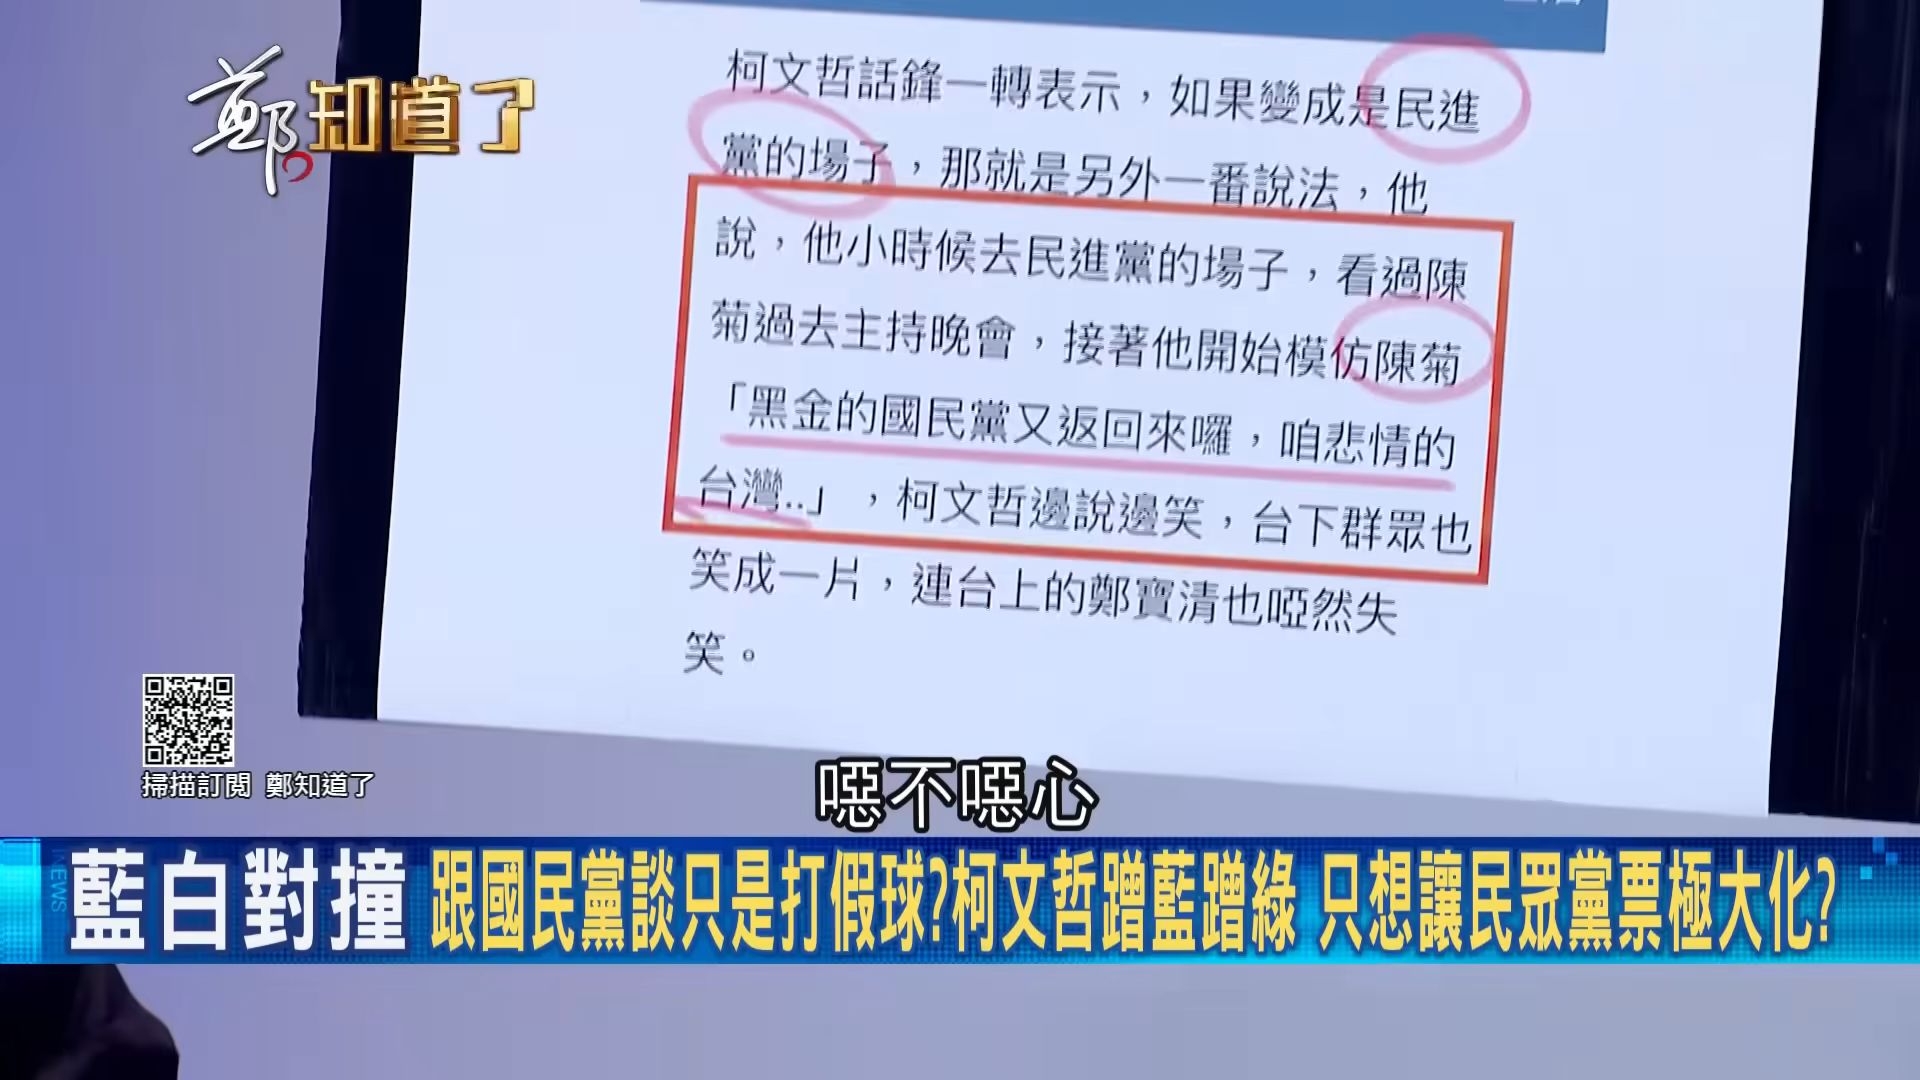 鄭知道了
柯文哲話鋒一轉表示，如果變成是民進
黨的場子，那就是另外一番說法，他
說，他小時候去民進黨的場子，看過陳
菊過去主持晚會，接著他開始模仿陳菊
「黑金的國民黨又返回來囉，咱悲情的
台灣..」，柯文哲邊說邊笑，台下群眾也
笑成一片，連台上的鄭寶清也啞然失
笑。
掃描訂閱 鄭知道了
噁不噁心
NEWS
藍白對撞 跟國民黨談只是打假球?柯文哲蹭藍蹭綠 只想讓民眾黨票極大化?